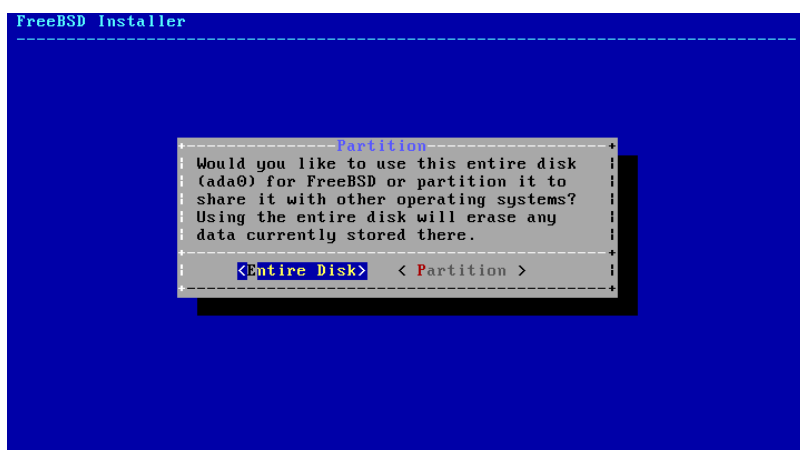 FreeBSD Installer
Partition
Would you like to use this entire disk
(ada0) for FreeBSD or partition it to
share it with other operating systems?
Using the entire disk will erase any
data currently stored there.
<Entire Disk> < Partition >